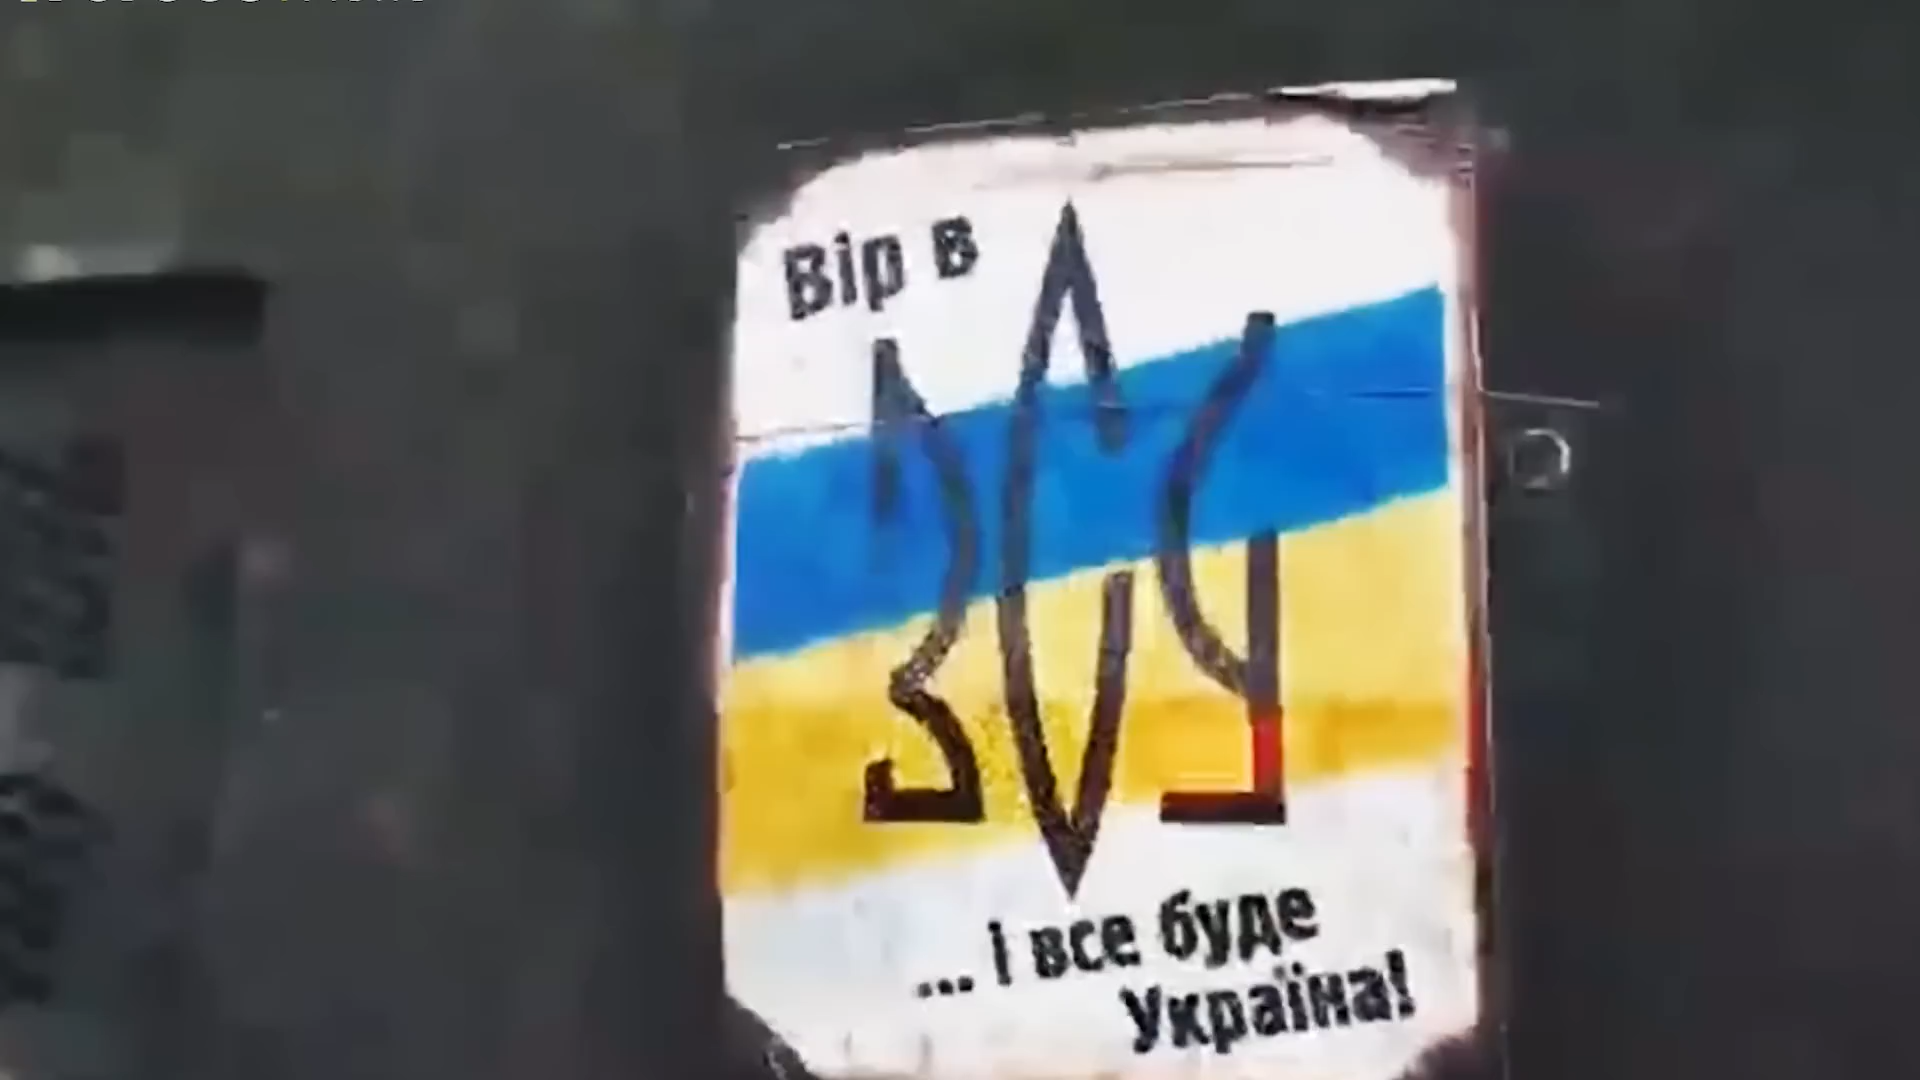 Вір в
ЗСУ
... і все буде
Україна!